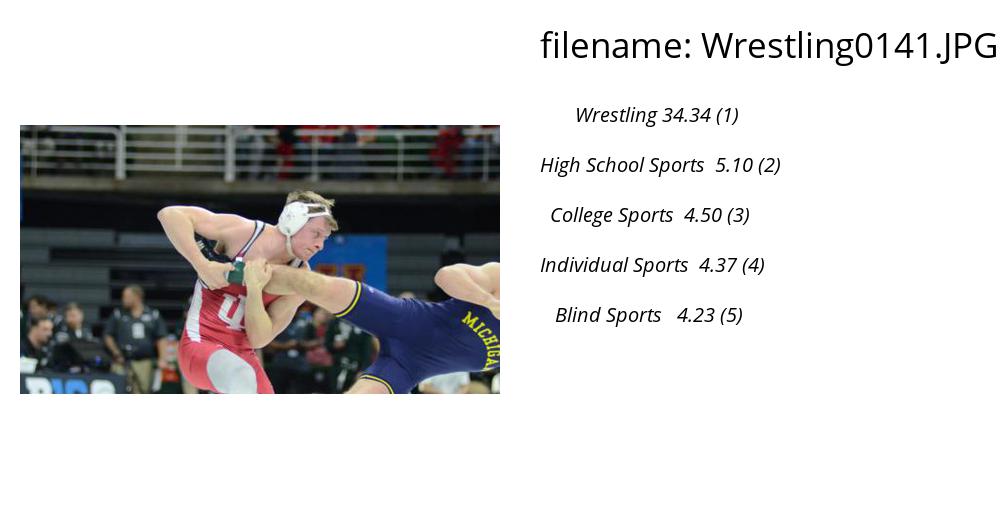 filename: Wrestling0141.JPG
Wrestling 34.34 (1)
High School Sports 5.10 (2)
College Sports 4.50 (3)
Individual Sports 4.37 (4)
Blind Sports 4.23 (5)
MICHIGA